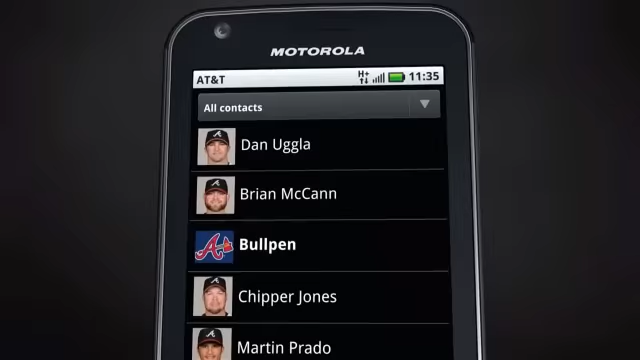 MOTOROLA
AT&T H+ 11:35
All contacts
Dan Uggla
Brian McCann
Bullpen
Chipper Jones
Martin Prado